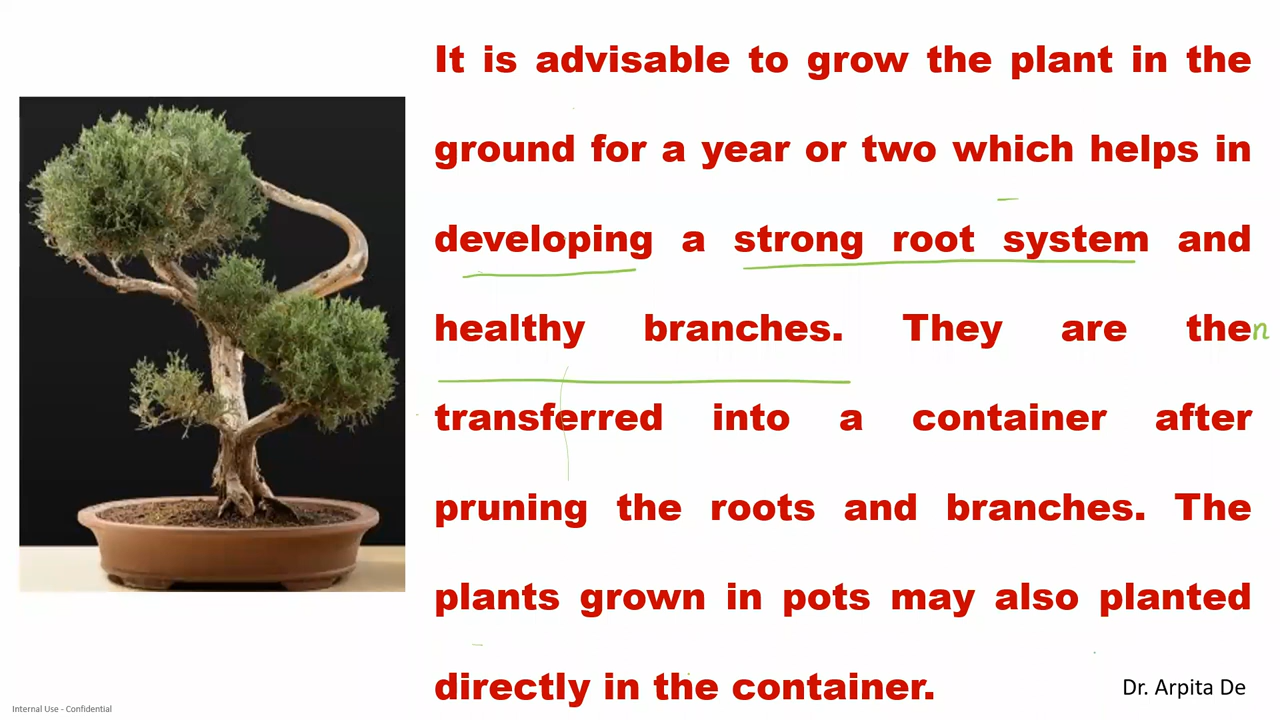 It is advisable to grow the plant in the
ground for a year or two which helps in
developing a strong root system and
healthy branches. They are then
transferred into a container after
pruning the roots and branches. The
plants grown in pots may also planted
directly in the container.
Dr. Arpita De
Internal Use - Confidential